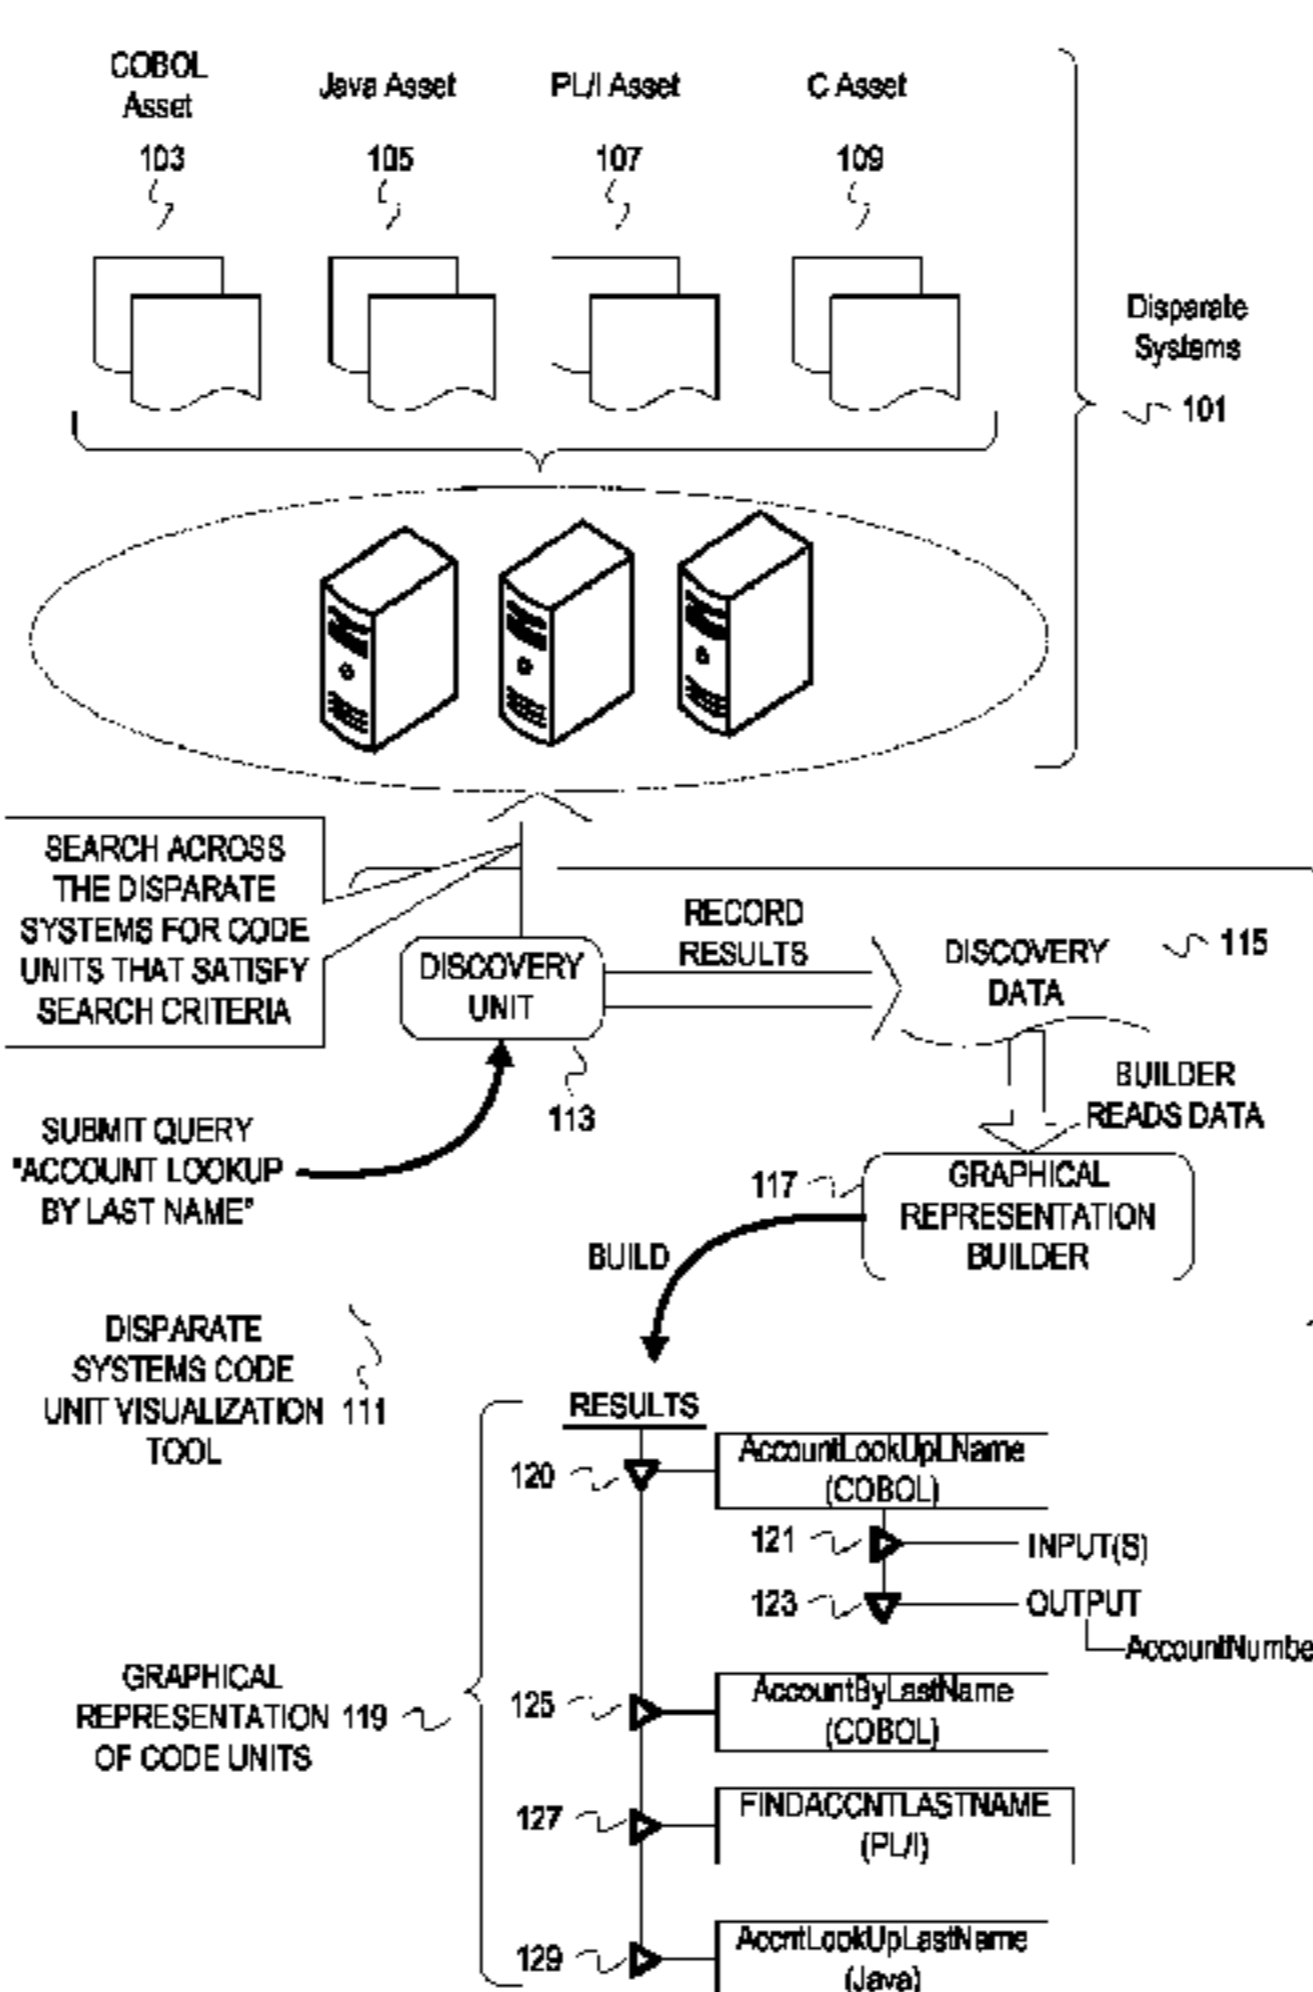 COBOL
Asset
Java Asset
PL/I Asset
C Asset
103
105
107
109
Disparate
Systems
101
SEARCH ACROSS
THE DISPARATE
SYSTEMS FOR CODE
UNITS THAT SATISFY
SEARCH CRITERIA
RECORD
RESULTS
DISCOVERY
UNIT
DISCOVERY
DATA
115
113
BUILDER
READS DATA
SUBMIT QUERY
"ACCOUNT LOOKUP
BY LAST NAME"
117
GRAPHICAL
REPRESENTATION
BUILDER
BUILD
DISPARATE
SYSTEMS CODE
UNIT VISUALIZATION 111
TOOL
RESULTS
120
AccountLookUpLName
(COBOL)
121
INPUT(S)
123
OUTPUT
AccountNumbe
GRAPHICAL
REPRESENTATION 119
OF CODE UNITS
125
AccountByLastName
(COBOL)
127
FINDACCNTLASTNAME
(PL/I)
129
AccntLookUpLastName
(Java)